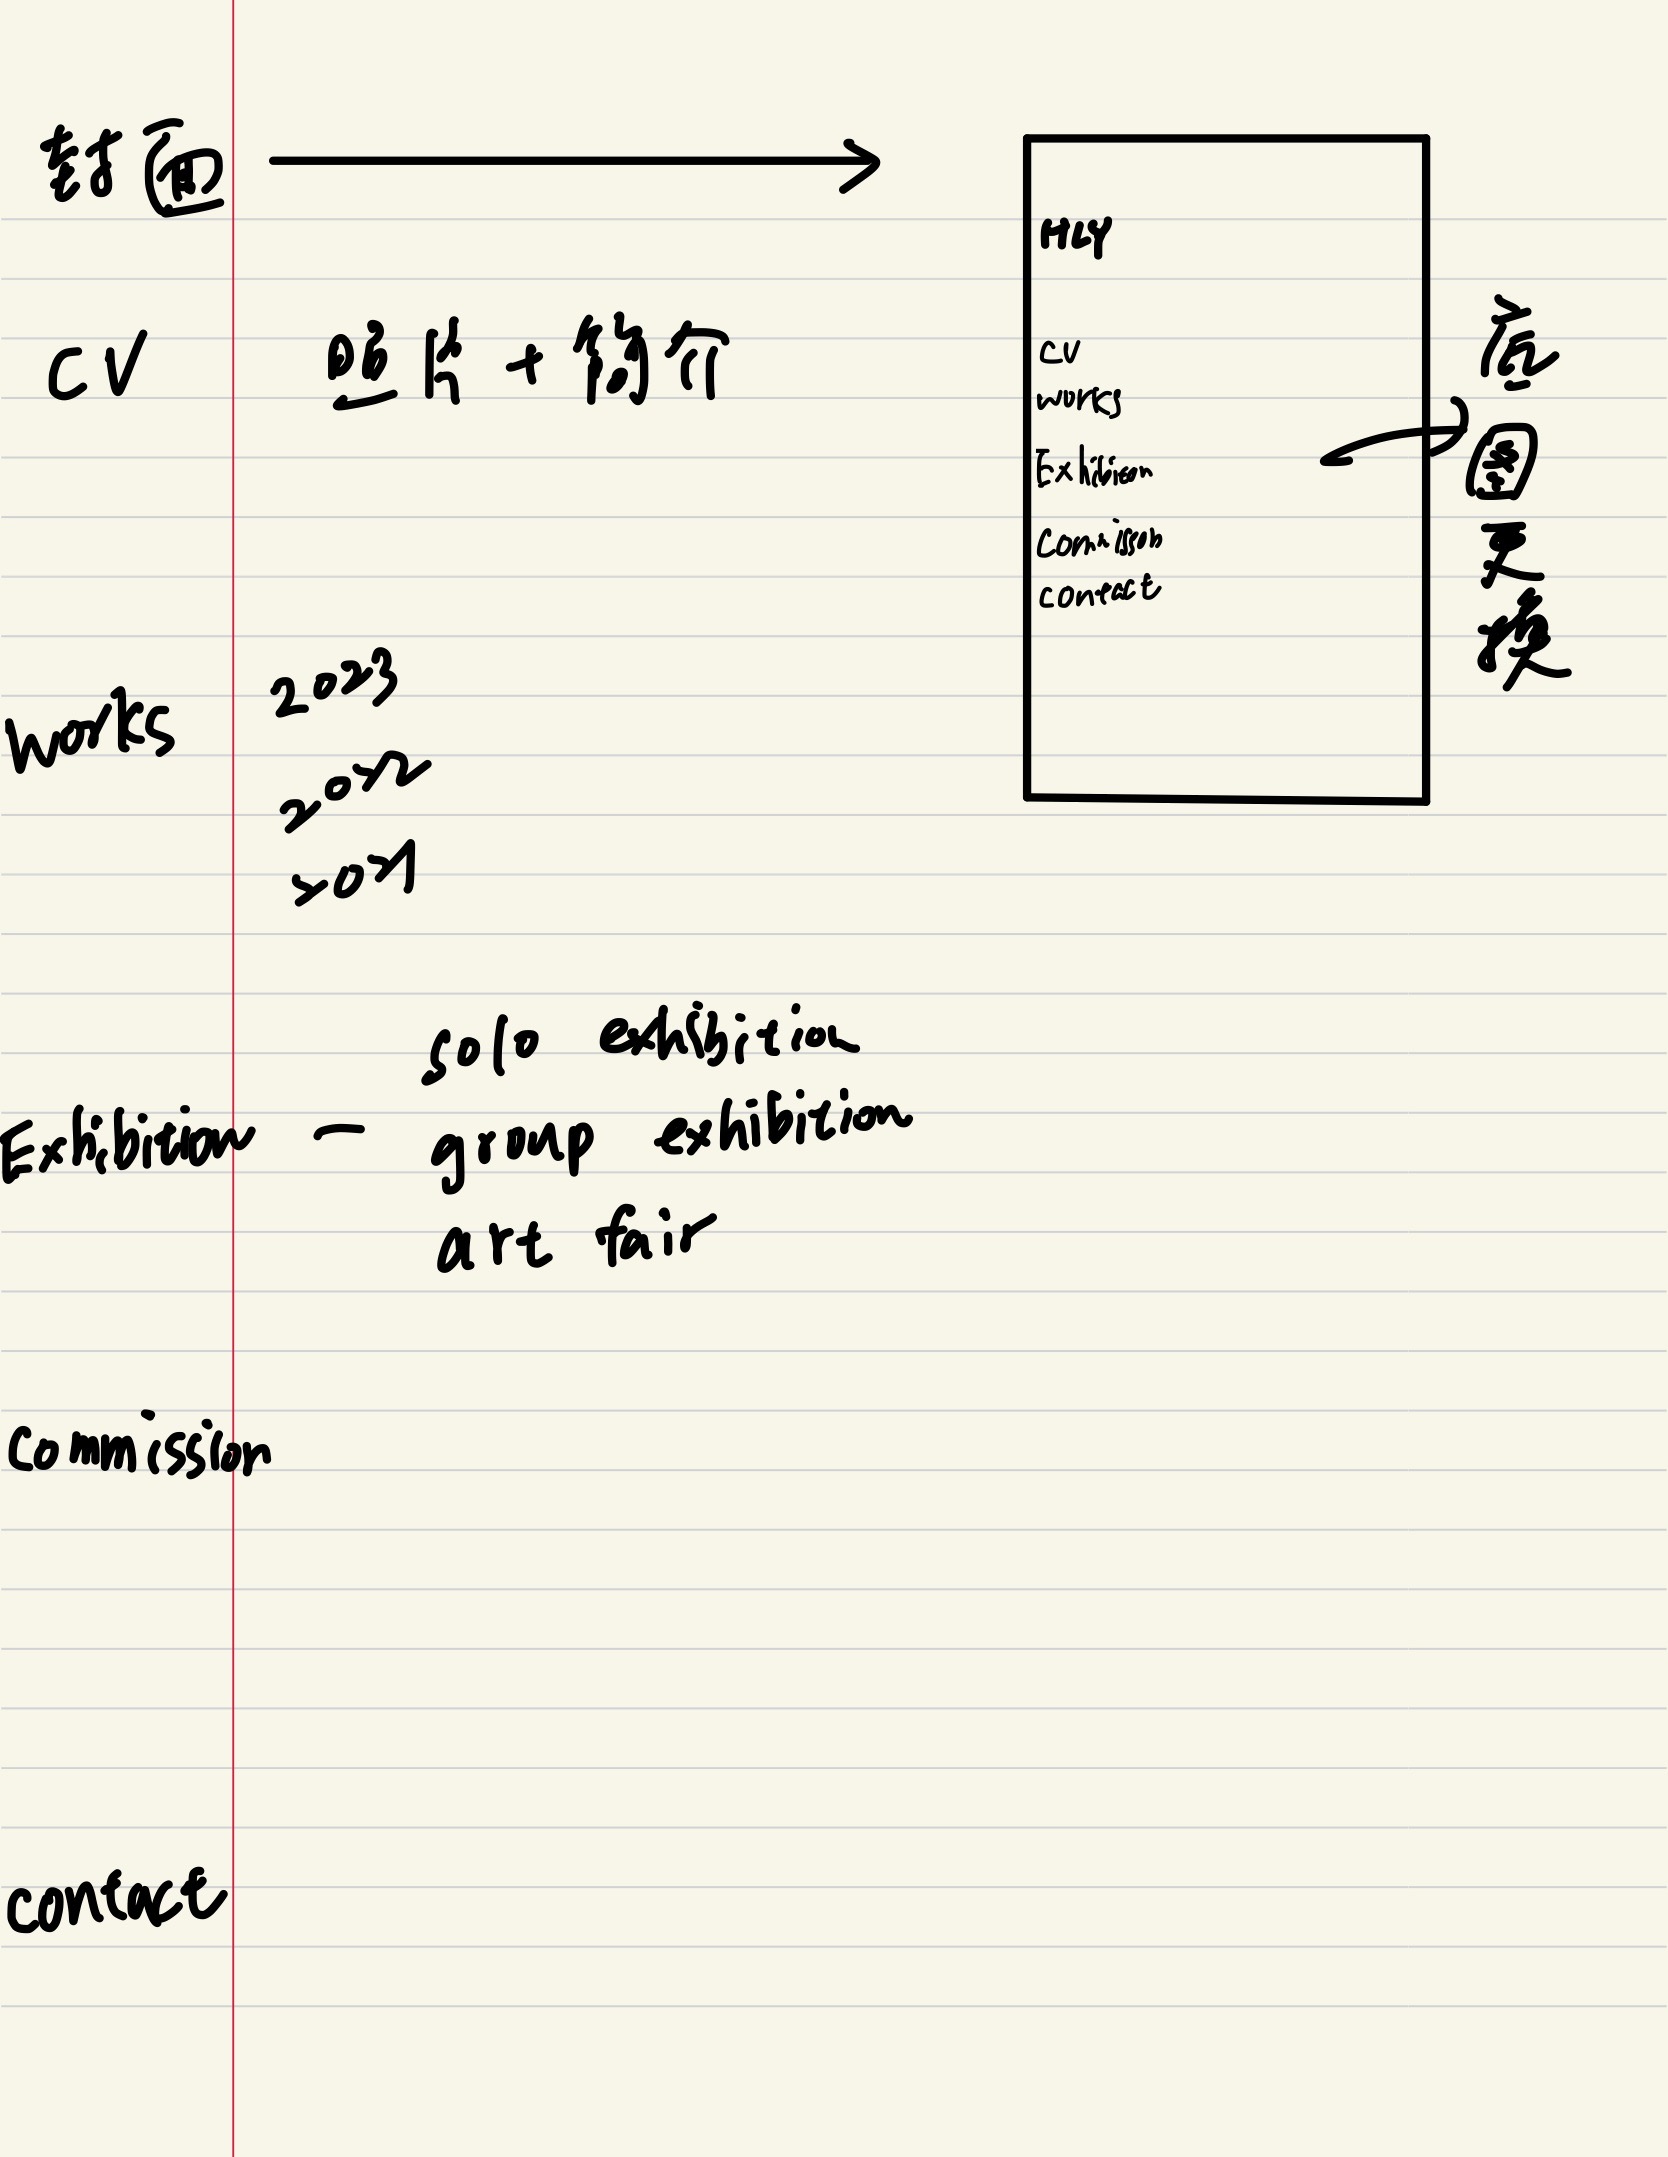 封面
HLY
CV 照片+简介
CV
works
Exhibition
Commisson
contact
底
图
更
换
works
2023
2022
2021
solo exhibition
Exhibition — group exhibition
art fair
Commission
contact